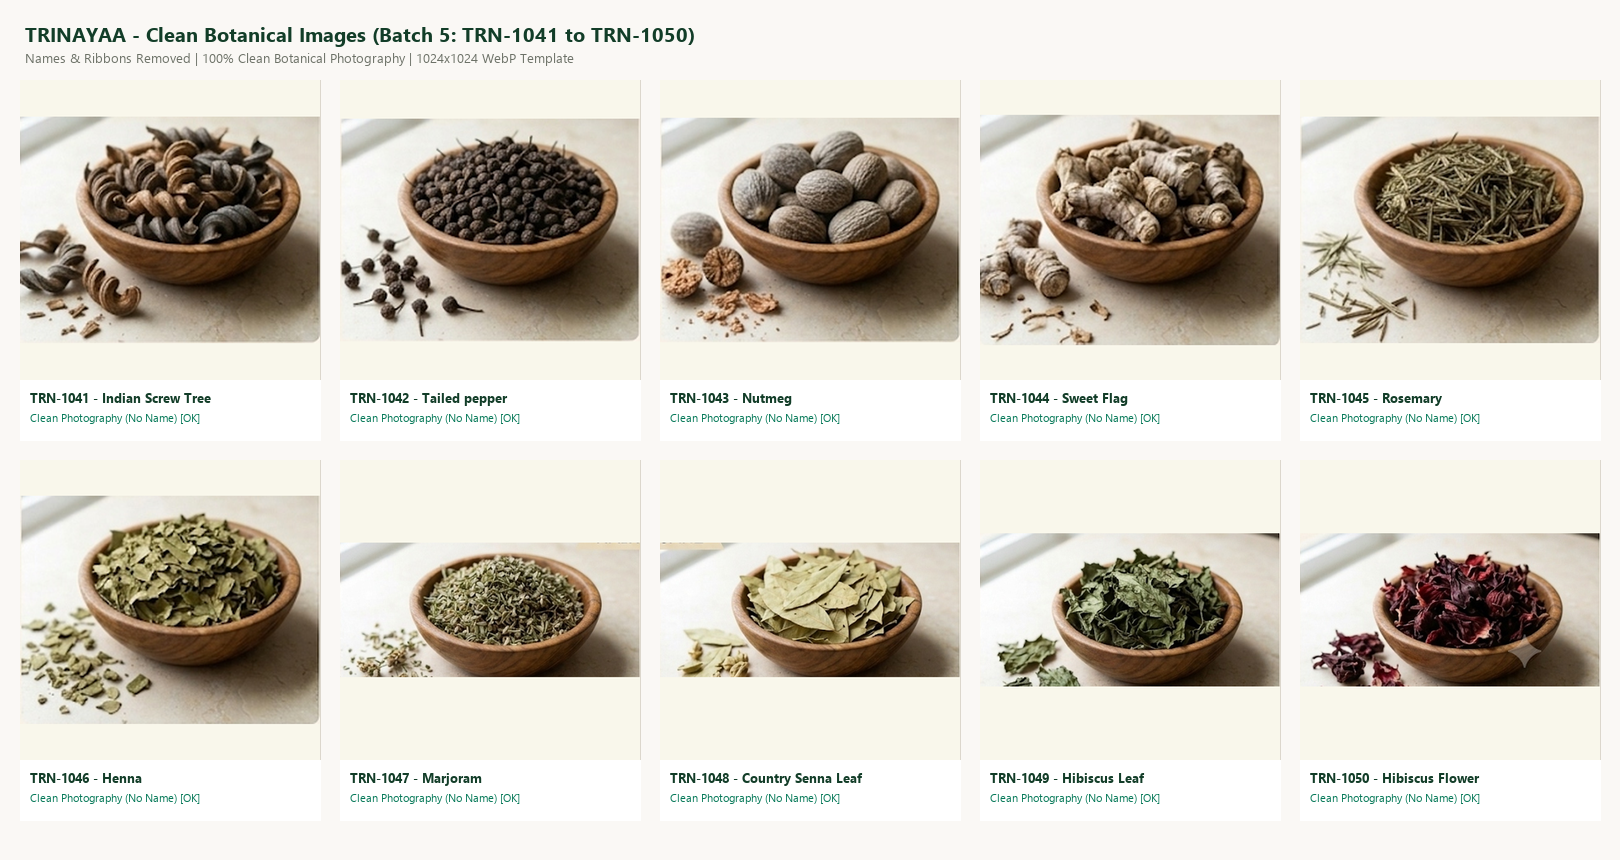 TRINAYAA - Clean Botanical Images (Batch 5: TRN-1041 to TRN-1050)
Names & Ribbons Removed | 100% Clean Botanical Photography | 1024x1024 WebP Template
TRN-1041 - Indian Screw Tree
Clean Photography (No Name) [OK]
TRN-1042 - Tailed pepper
Clean Photography (No Name) [OK]
TRN-1043 - Nutmeg
Clean Photography (No Name) [OK]
TRN-1044 - Sweet Flag
Clean Photography (No Name) [OK]
TRN-1045 - Rosemary
Clean Photography (No Name) [OK]
TRN-1046 - Henna
Clean Photography (No Name) [OK]
TRN-1047 - Marjoram
Clean Photography (No Name) [OK]
TRN-1048 - Country Senna Leaf
Clean Photography (No Name) [OK]
TRN-1049 - Hibiscus Leaf
Clean Photography (No Name) [OK]
TRN-1050 - Hibiscus Flower
Clean Photography (No Name) [OK]